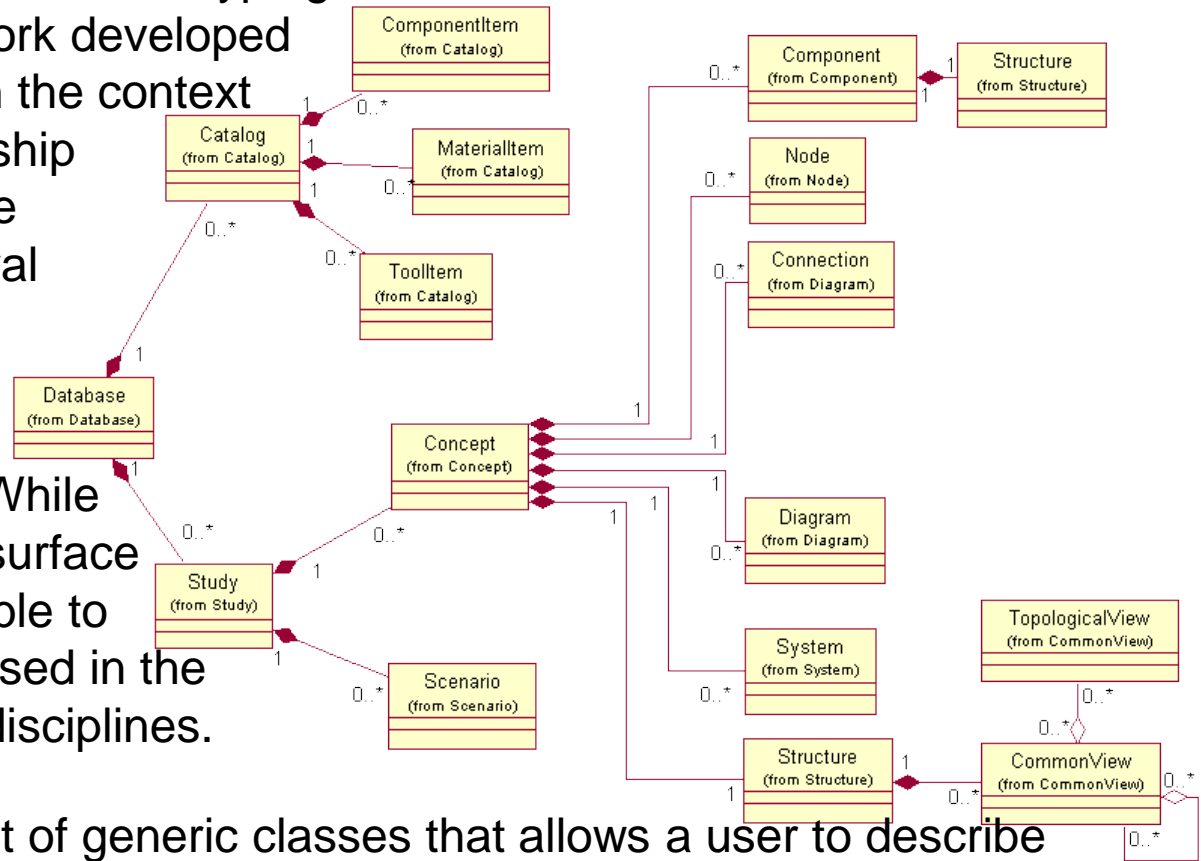 ork developed
the context
ship
e
al
While
surface
ble to
sed in the
disciplines.
t of generic classes that allows a user to describe
ComponentItem
(from Catalog)
0..*
1
Catalog
(from Catalog)
1
MaterialItem
(from Catalog)
0..*
1
0..*
ToolItem
(from Catalog)
0..*
1
Database
(from Database)
1
0..*
Study
(from Study)
1
0..*
1
0..*
Scenario
(from Scenario)
Concept
(from Concept)
1
1
1
1
1
1
0..*
Component
(from Component)
1
1
Structure
(from Structure)
0..*
Node
(from Node)
0..*
Connection
(from Diagram)
0..*
Diagram
(from Diagram)
0..*
System
(from System)
1
Structure
(from Structure)
1
0..*
TopologicalView
(from CommonView)
0..*
0..*
CommonView
(from CommonView)
0..*
0..*